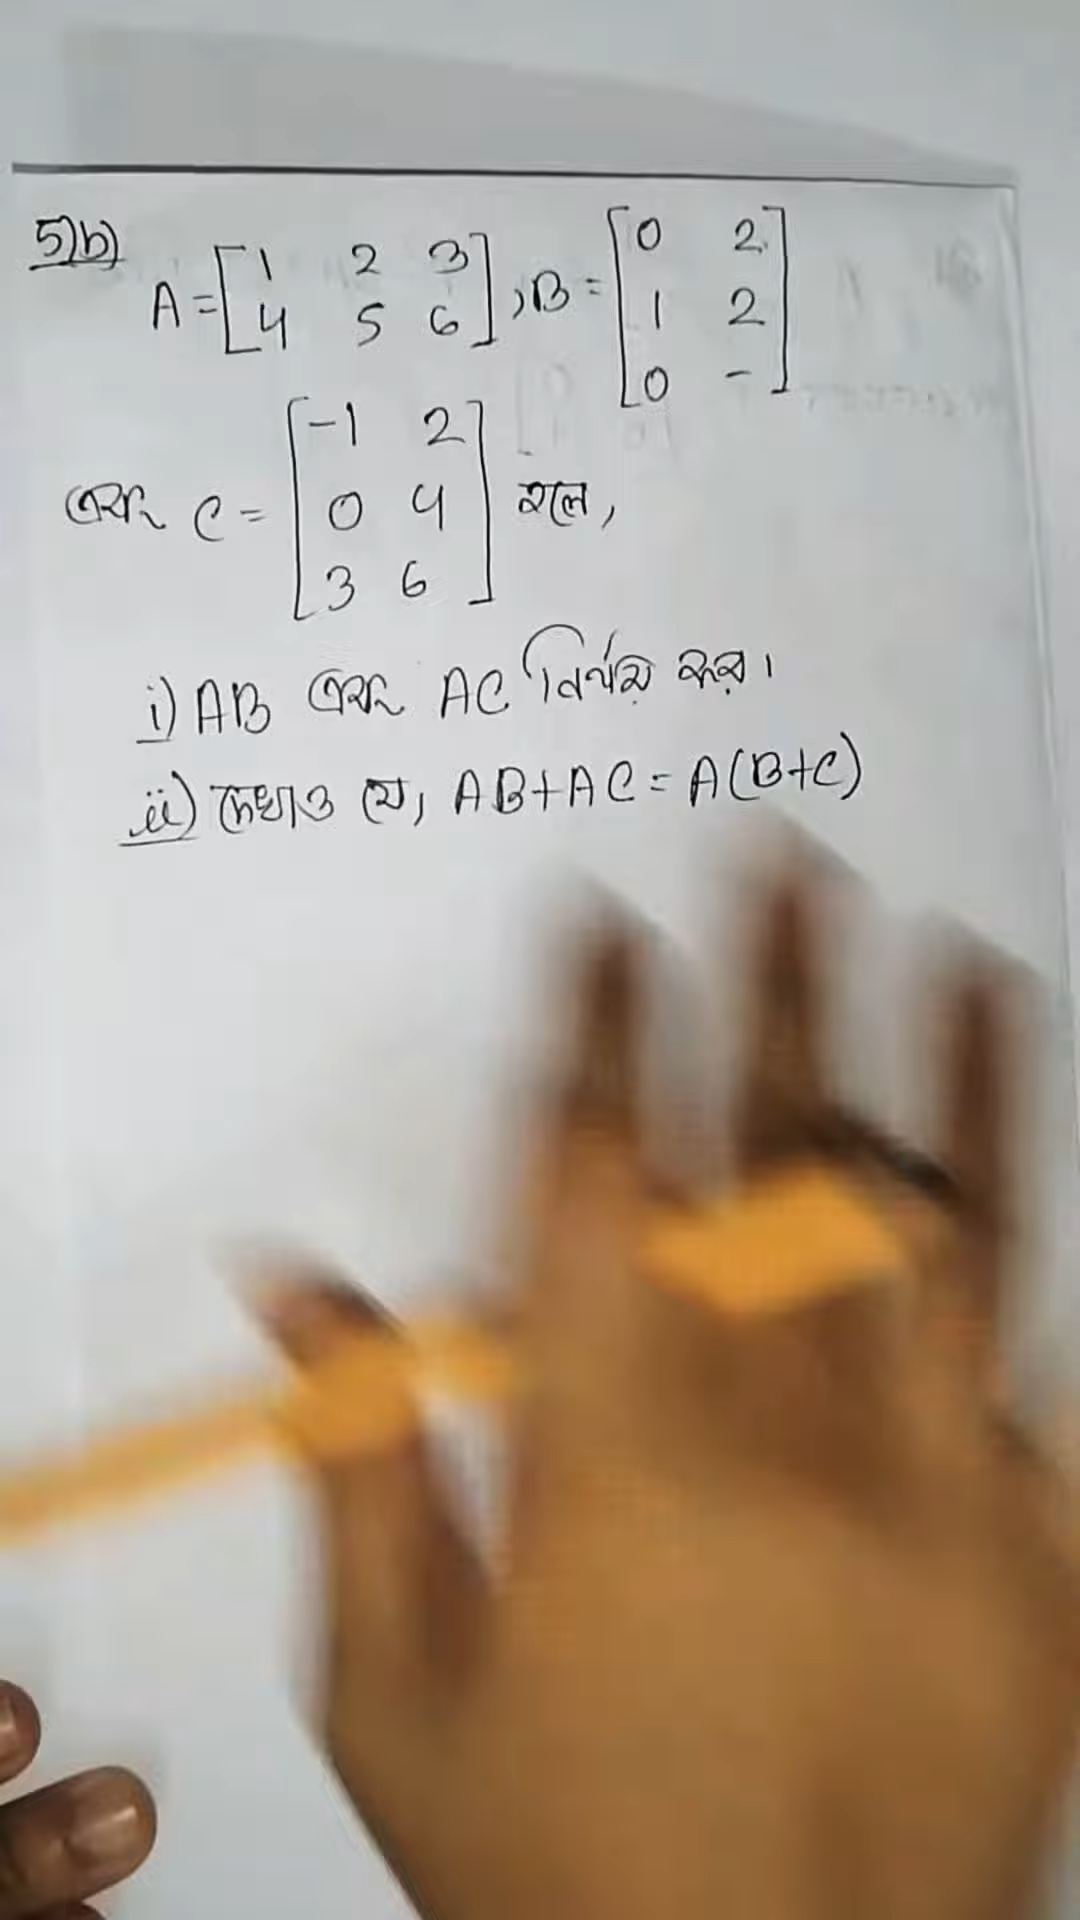 5)b)
A = [1 2 3
4 5 6], B = [0 2
1 2
0 -]
এবং C = [-1 2
0 4
3 6] হলে,
i) AB এবং AC নির্ণয় কর।
ii) দেখাও যে, AB+AC = A(B+C)